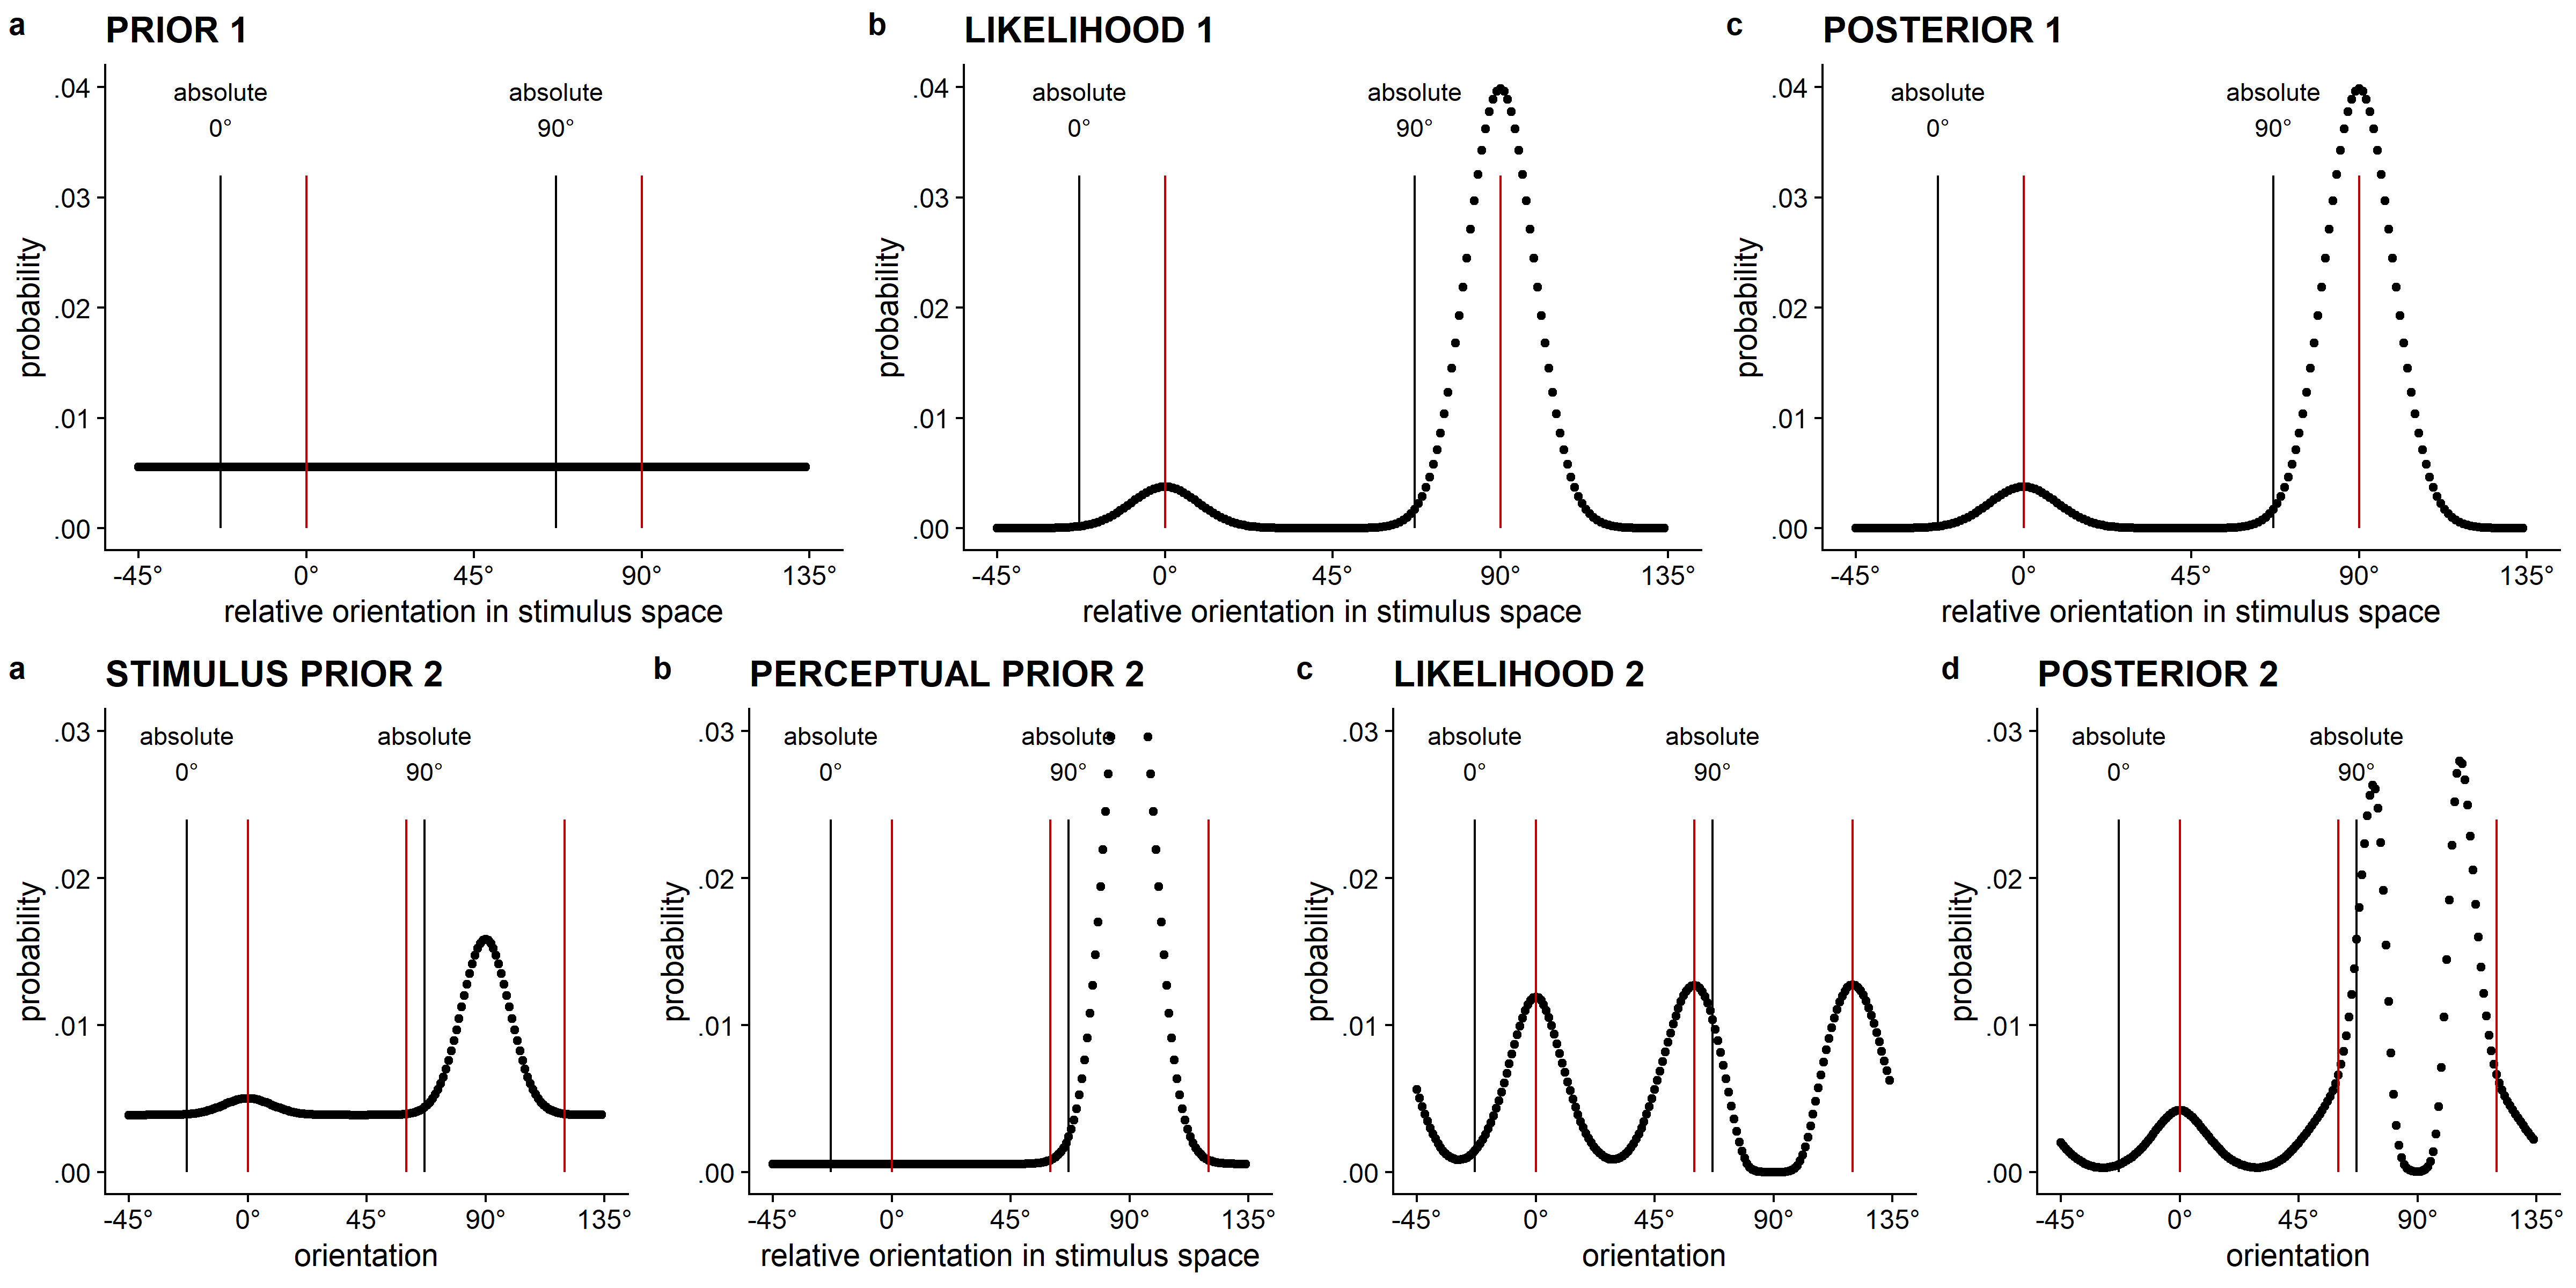 a PRIOR 1
.04
.03
.02
.01
.00
probability
absolute
0°
absolute
90°
-45° 0° 45° 90° 135°
relative orientation in stimulus space
b LIKELIHOOD 1
.04
.03
.02
.01
.00
probability
absolute
0°
absolute
90°
-45° 0° 45° 90° 135°
relative orientation in stimulus space
c POSTERIOR 1
.04
.03
.02
.01
.00
probability
absolute
0°
absolute
90°
-45° 0° 45° 90° 135°
relative orientation in stimulus space
a STIMULUS PRIOR 2
.03
.02
.01
.00
probability
absolute
0°
absolute
90°
-45° 0° 45° 90° 135°
orientation
b PERCEPTUAL PRIOR 2
.03
.02
.01
.00
probability
absolute
0°
absolute
90°
-45° 0° 45° 90° 135°
relative orientation in stimulus space
c LIKELIHOOD 2
.03
.02
.01
.00
probability
absolute
0°
absolute
90°
-45° 0° 45° 90° 135°
orientation
d POSTERIOR 2
.03
.02
.01
.00
probability
absolute
0°
absolute
90°
-45° 0° 45° 90° 135°
orientation